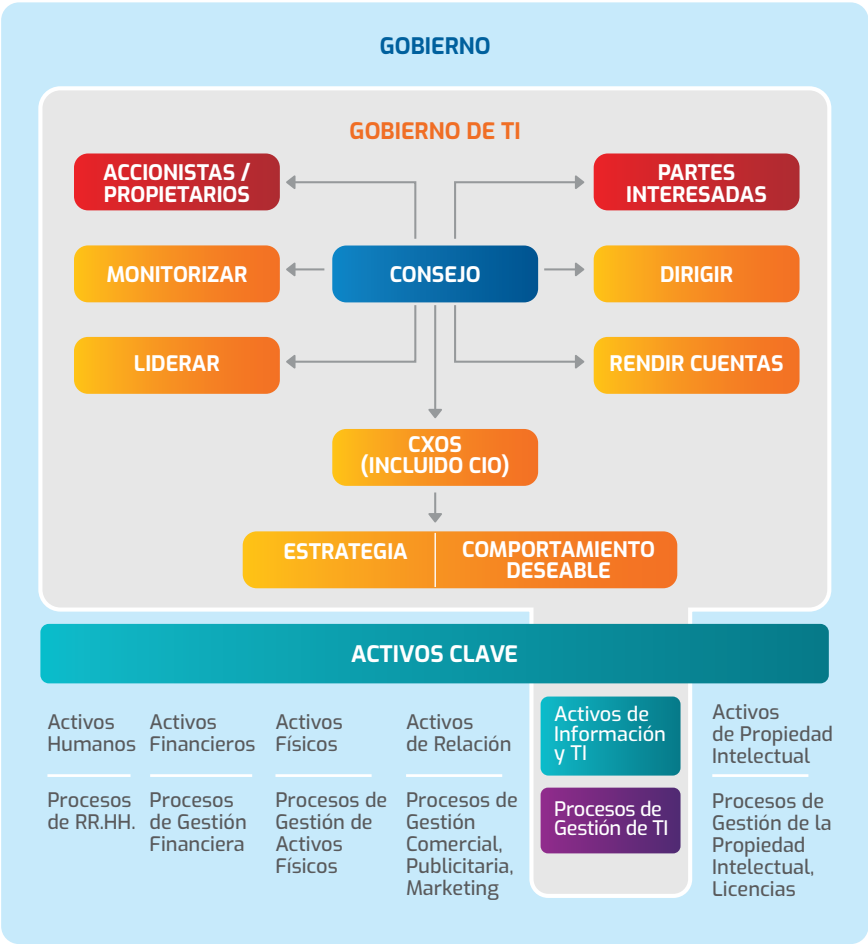 GOBIERNO
GOBIERNO DE TI
ACCIONISTAS /
PROPIETARIOS
PARTES
INTERESADAS
MONITORIZAR
CONSEJO
DIRIGIR
LIDERAR
RENDIR CUENTAS
CXOS
(INCLUIDO CIO)
ESTRATEGIA
COMPORTAMIENTO
DESEABLE
ACTIVOS CLAVE
Activos
Humanos
Activos
Financieros
Activos
Físicos
Activos
de Relación
Activos de
Información
y TI
Activos
de Propiedad
Intelectual
Procesos
de RR.HH.
Procesos
de Gestión
Financiera
Procesos de
Gestión de
Activos
Físicos
Procesos de
Gestión
Comercial,
Publicitaria,
Marketing
Procesos de
Gestión de TI
Procesos de
Gestión de la
Propiedad
Intelectual,
Licencias